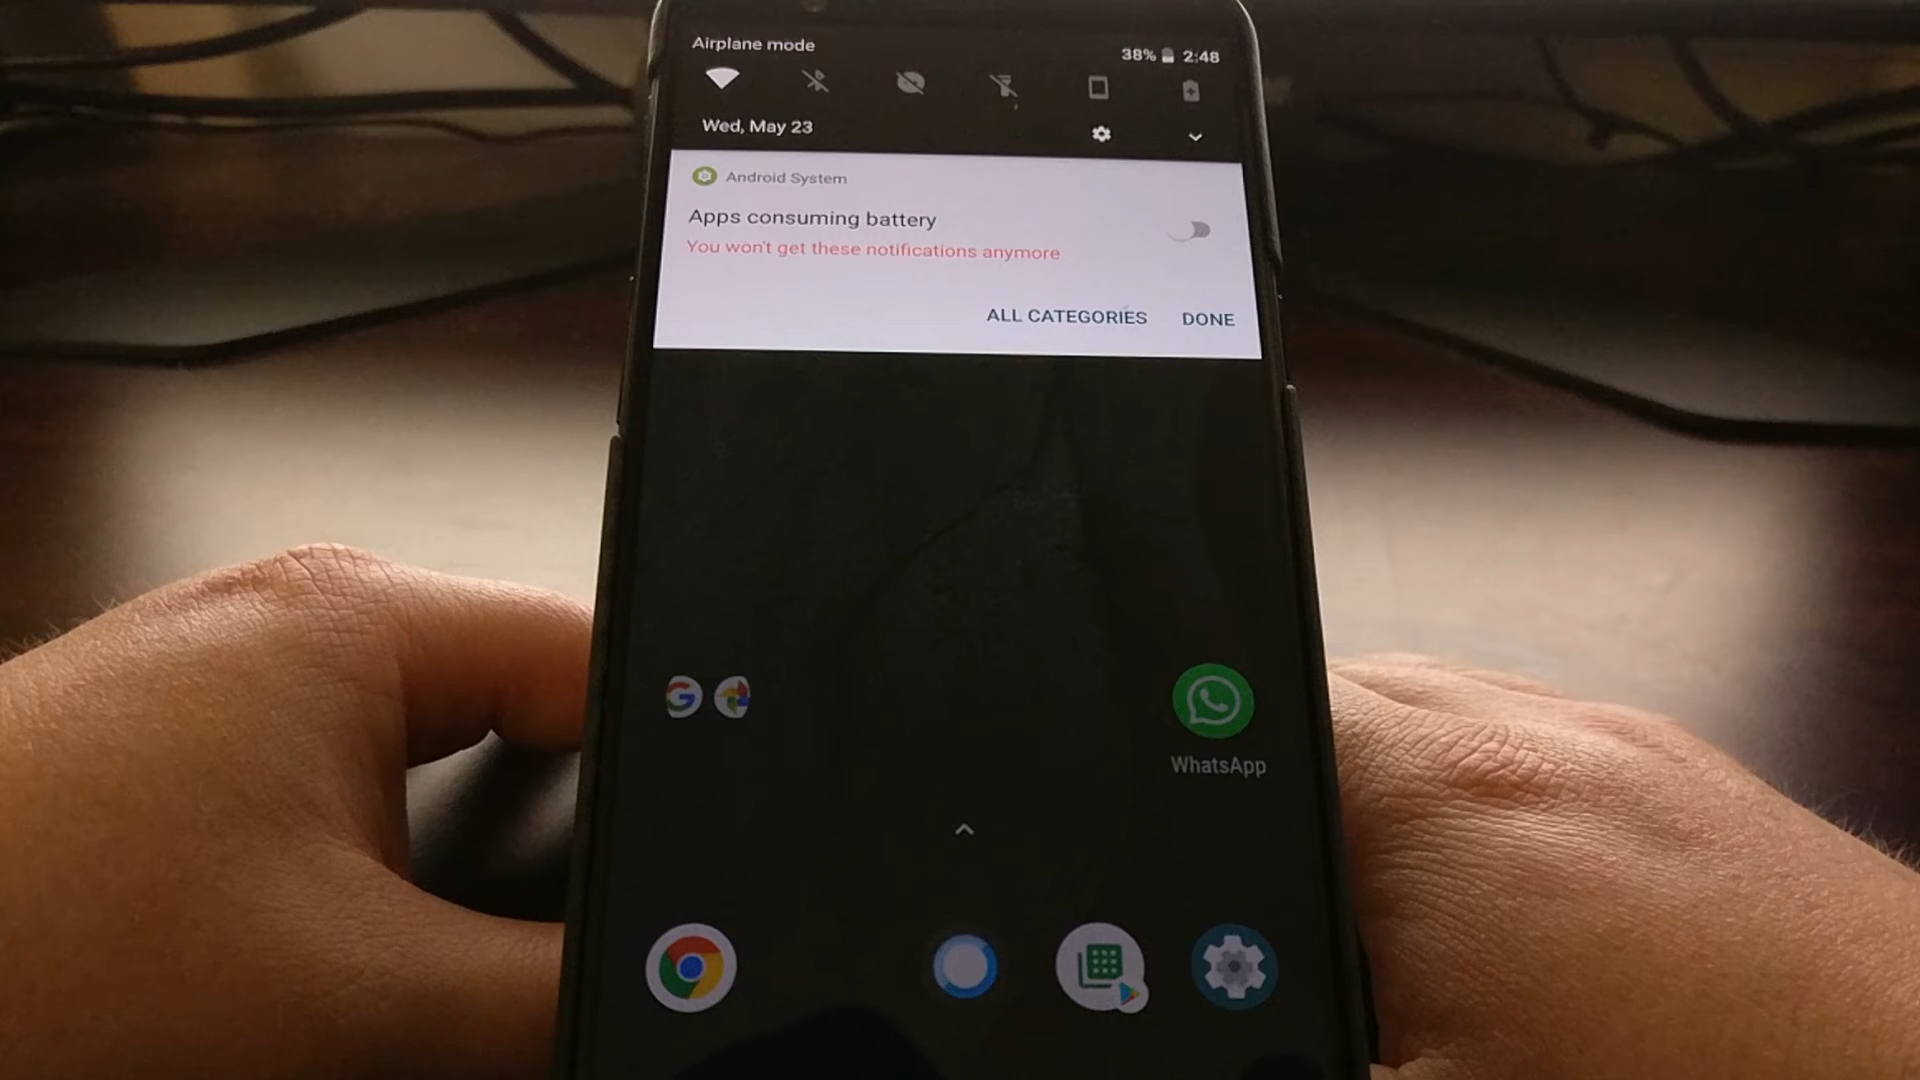 Airplane mode
38% 2:48
Wed, May 23
Android System
Apps consuming battery
You won't get these notifications anymore
ALL CATEGORIES DONE
WhatsApp